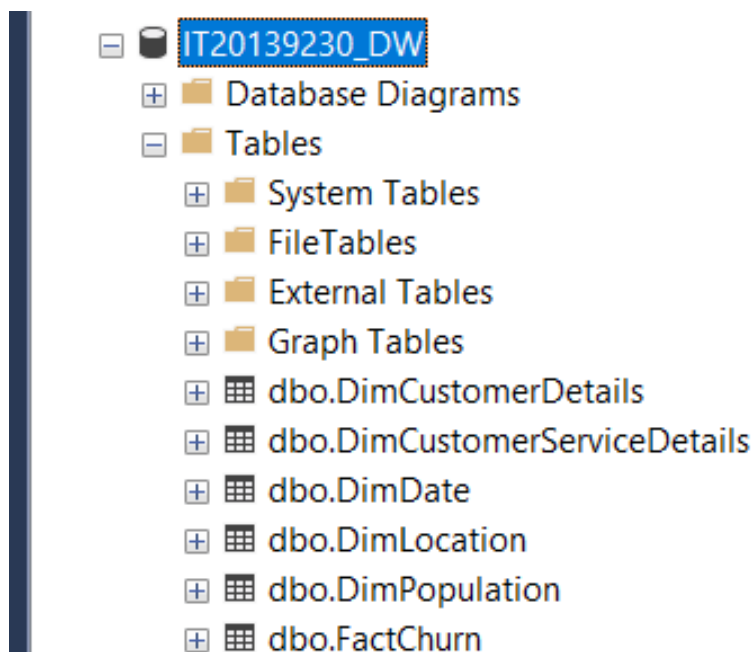 IT20139230_DW
Database Diagrams
Tables
System Tables
FileTables
External Tables
Graph Tables
dbo.DimCustomerDetails
dbo.DimCustomerServiceDetails
dbo.DimDate
dbo.DimLocation
dbo.DimPopulation
dbo.FactChurn